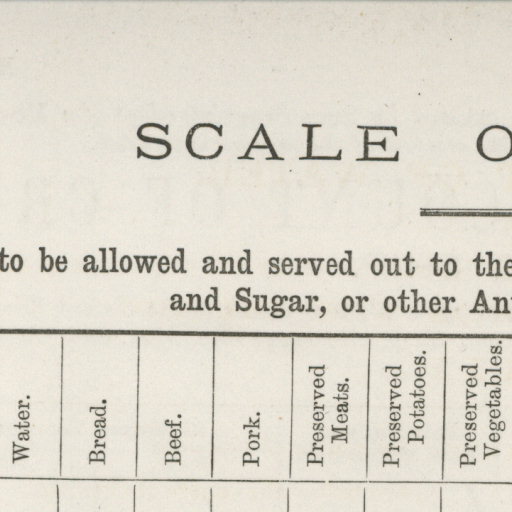 SCALE O
to be allowed and served out to the
and Sugar, or other
Water.
Bread.
Beef.
Pork.
Preserved
Meats.
Preserved
Potatoes.
Preserved
Vegetables.